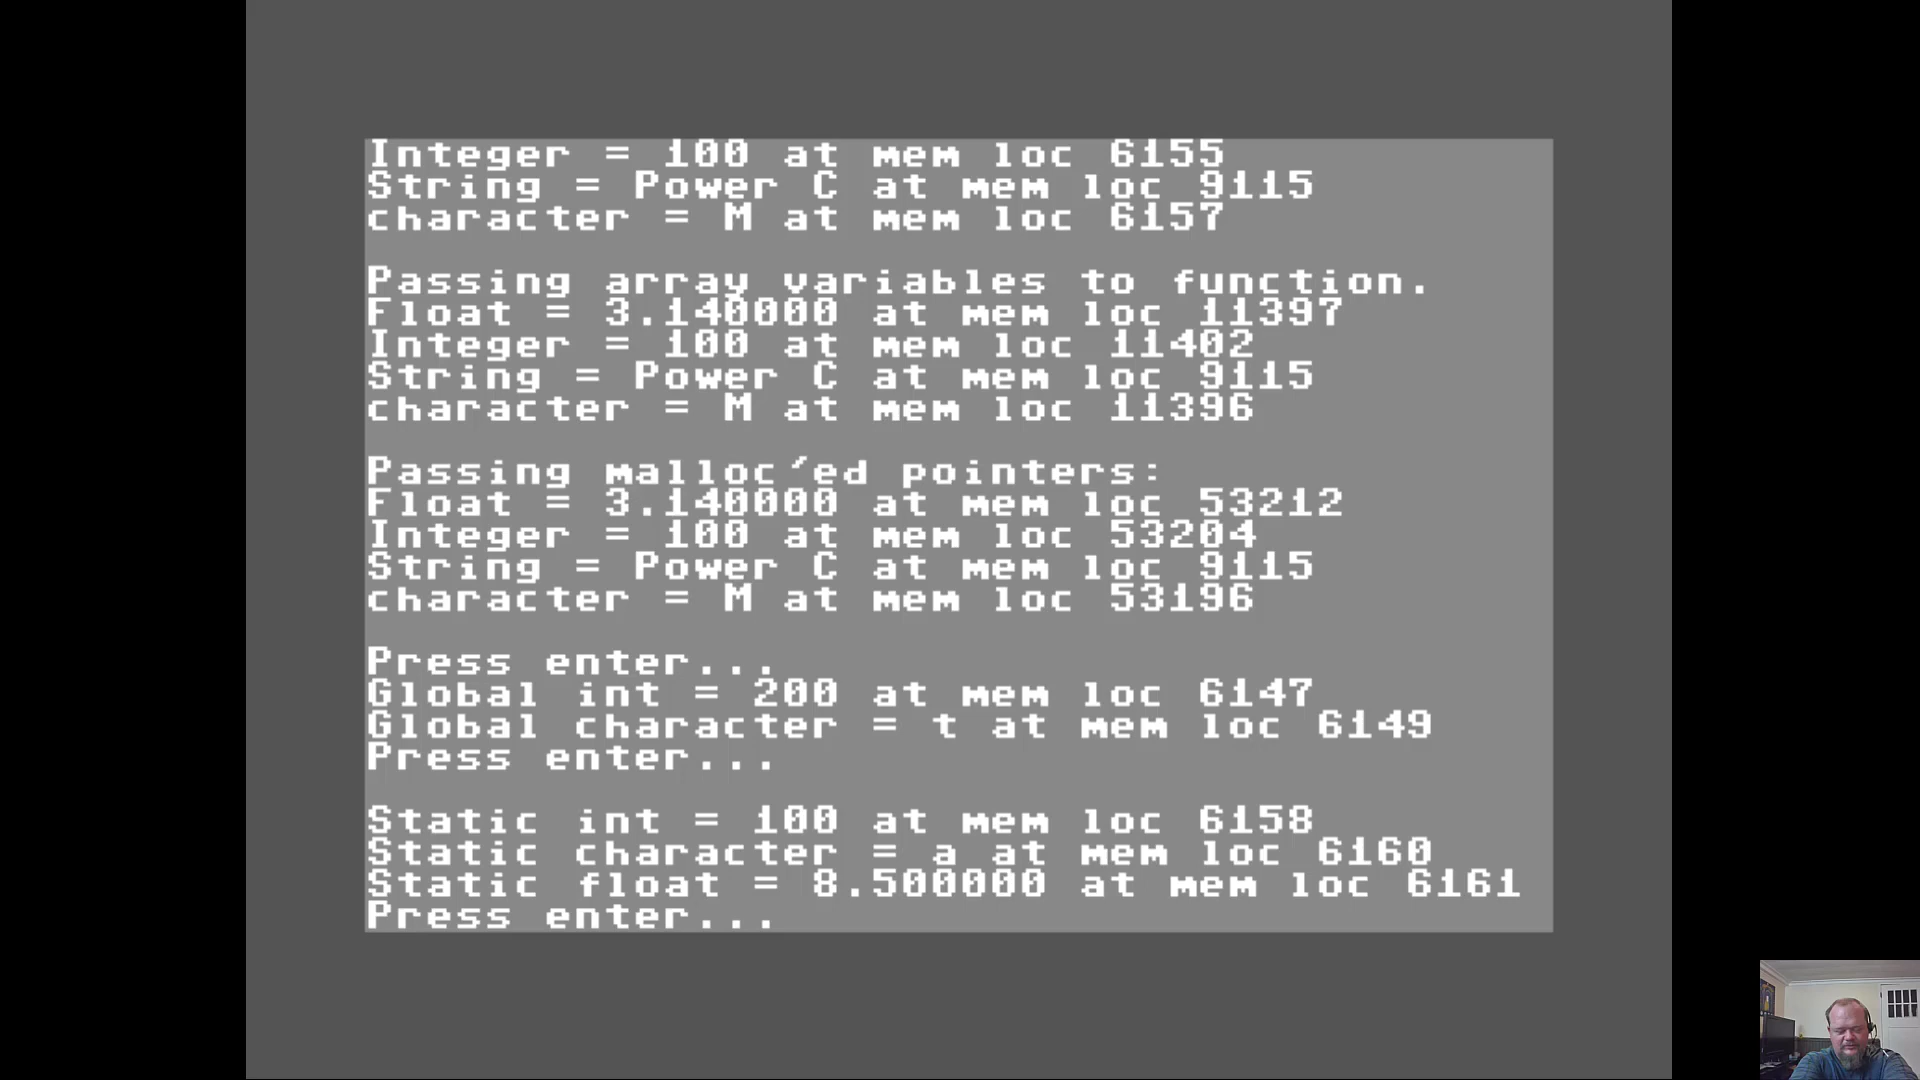 Integer = 100 at mem loc 6155
String = Power C at mem loc 9115
character = M at mem loc 6157
Passing array variables to function.
Float = 3.140000 at mem loc 11397
Integer = 100 at mem loc 11402
String = Power C at mem loc 9115
character = M at mem loc 11396
Passing malloc'ed pointers:
Float = 3.140000 at mem loc 53212
Integer = 100 at mem loc 53204
String = Power C at mem loc 9115
character = M at mem loc 53196
Press enter...
Global int = 200 at mem loc 6147
Global character = t at mem loc 6149
Press enter...
Static int = 100 at mem loc 6158
Static character = a at mem loc 6160
Static float = 8.500000 at mem loc 6161
Press enter...